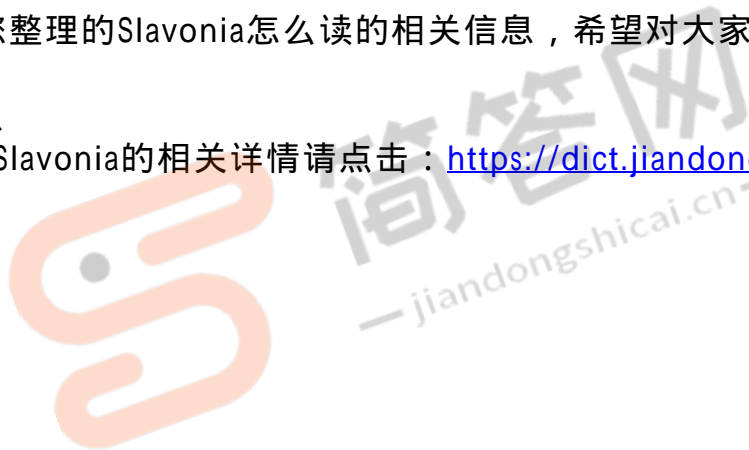 整理的Slavonia怎么读的相关信息，希望对大家
Slavonia的相关详情请点击：https://dict.jiandong
简答网
jiandongshicai.cn